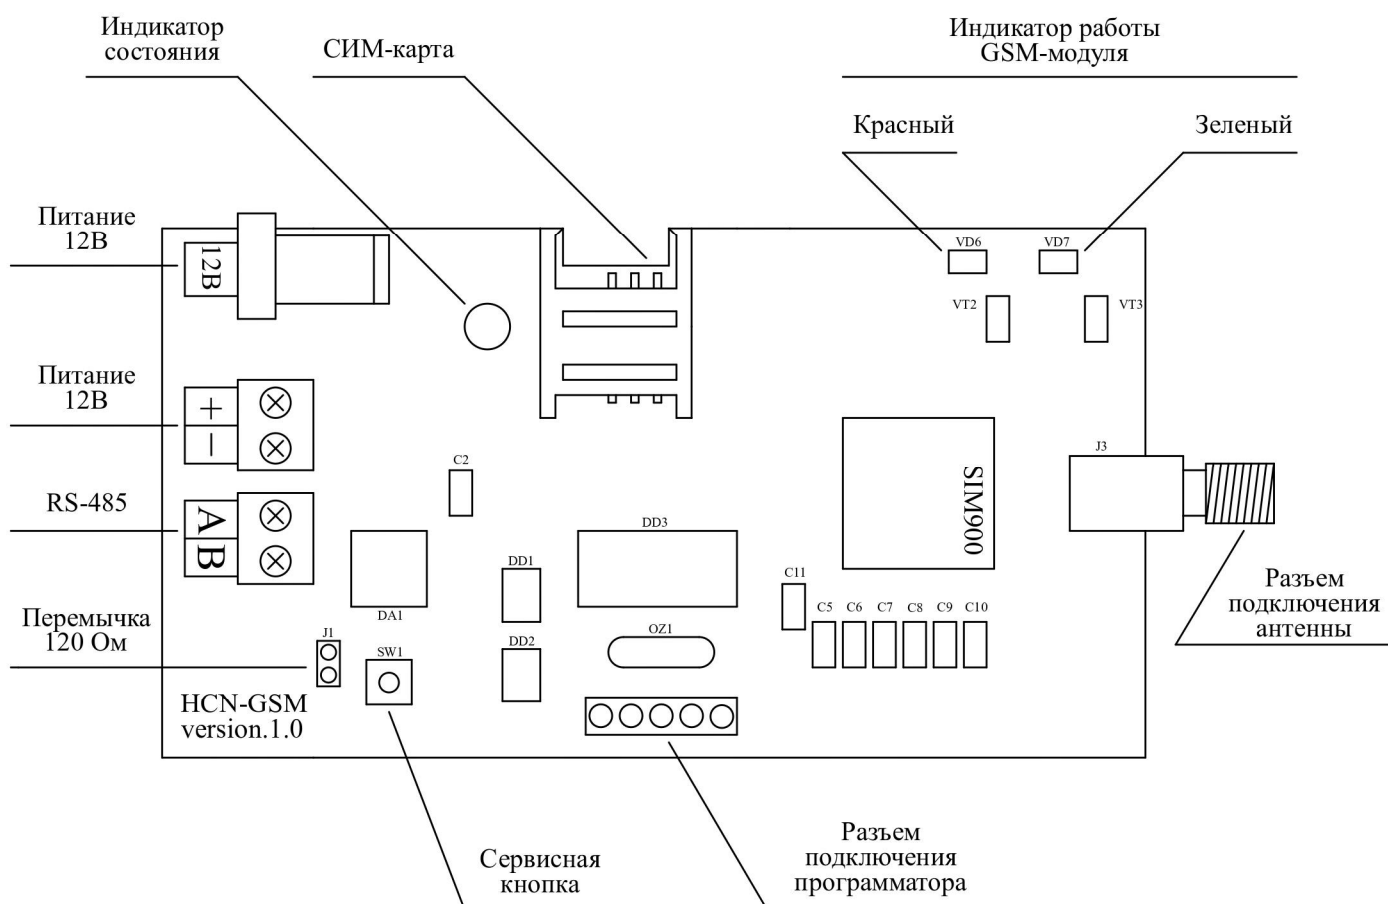 Индикатор
состояния
СИМ-карта
Индикатор работы
GSM-модуля
Красный
Зеленый
Питание
12В
12В
VD6
VD7
VT2
VT3
Питание
12В
+
−
C2
J3
RS-485
A
B
SIM900
DD3
DD1
C11
DA1
C5
C6
C7
C8
C9
C10
Разъем
подключения
антенны
Перемычка
120 Ом
J1
SW1
DD2
OZ1
HCN-GSM
version.1.0
Сервисная
кнопка
Разъем
подключения
программатора